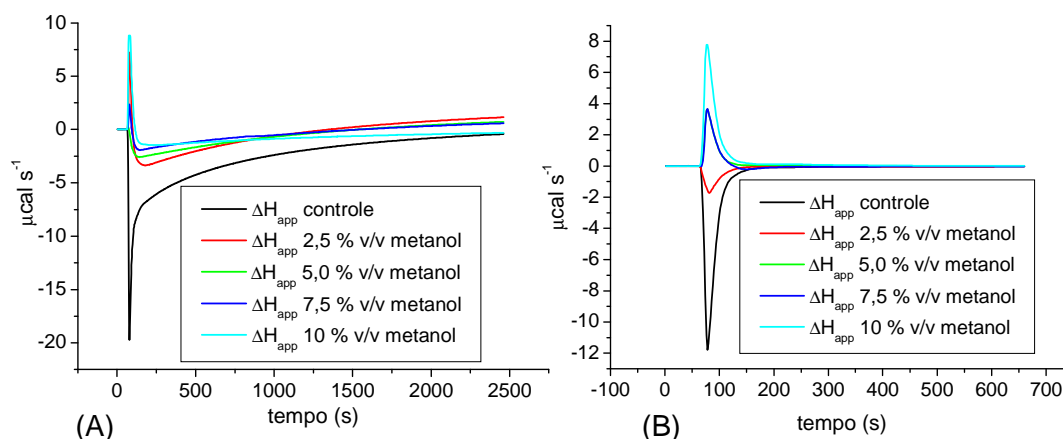 10
5
0
-5
-10
-15
-20
µcal s⁻¹
0 500 1000 1500 2000 2500
tempo (s)
(A)
ΔHapp controle
ΔHapp 2,5 % v/v metanol
ΔHapp 5,0 % v/v metanol
ΔHapp 7,5 % v/v metanol
ΔHapp 10 % v/v metanol
8
6
4
2
0
-2
-4
-6
-8
-10
-12
µcal s⁻¹
-100 0 100 200 300 400 500 600 700
tempo (s)
(B)
ΔHapp controle
ΔHapp 2,5 % v/v metanol
ΔHapp 5,0 % v/v metanol
ΔHapp 7,5 % v/v metanol
ΔHapp 10 % v/v metanol